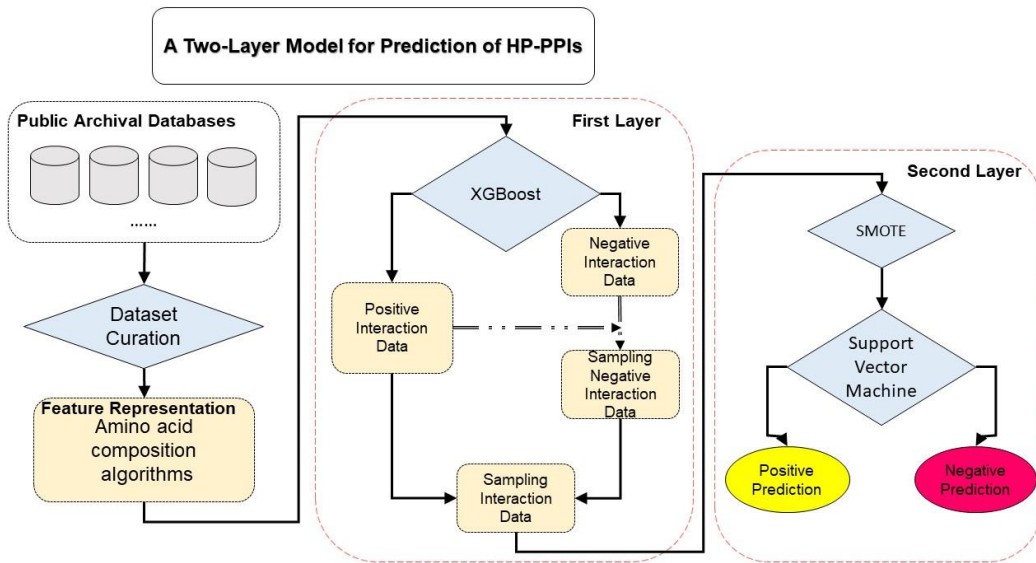 A Two-Layer Model for Prediction of HP-PPIs
Public Archival Databases
......
Dataset
Curation
Feature Representation
Amino acid
composition
algorithms
First Layer
XGBoost
Negative
Interaction
Data
Positive
Interaction
Data
Sampling
Negative
Interaction
Data
Sampling
Interaction
Data
Second Layer
SMOTE
Support
Vector
Machine
Positive
Prediction
Negative
Prediction